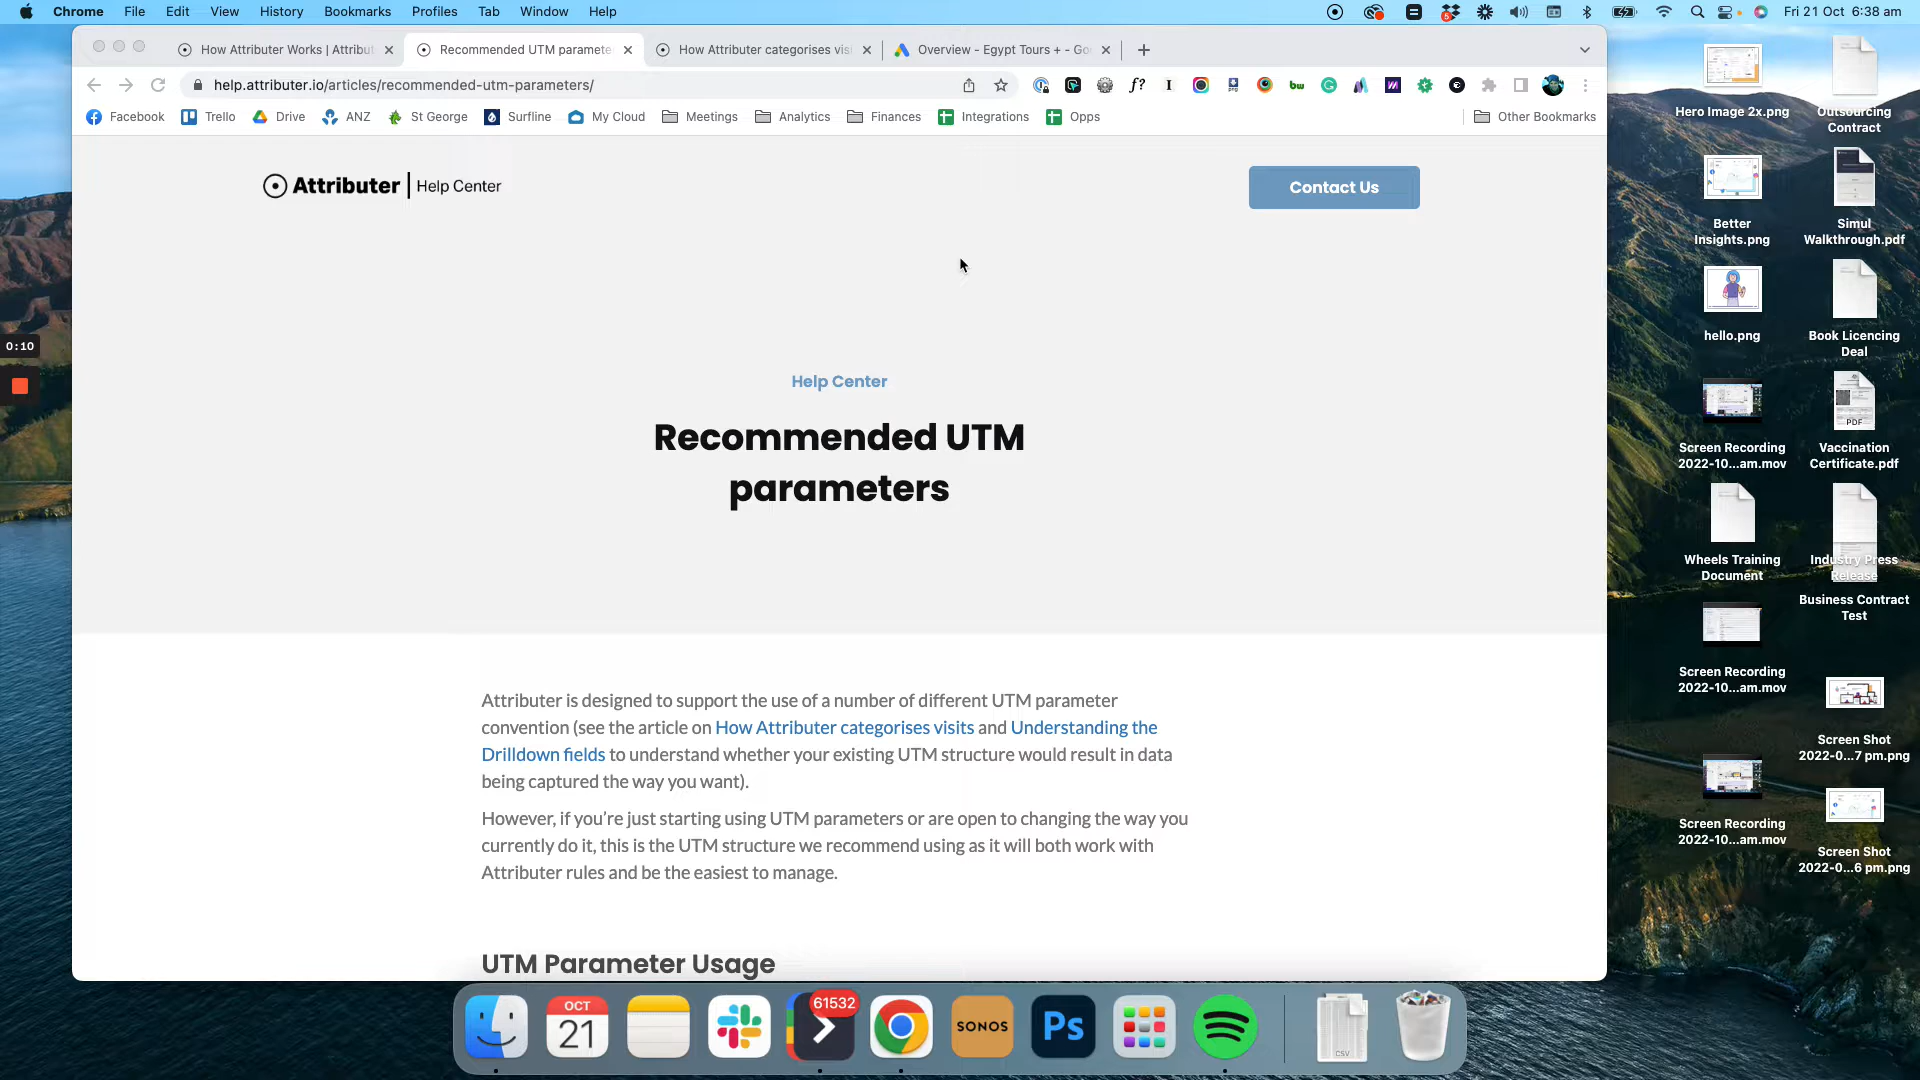 Chrome File Edit View History Bookmarks Profiles Tab Window Help
5
Fri 21 Oct 6:38 am
How Attributer Works | Attribut
Recommended UTM paramete
How Attributer categorises visi
Overview - Egypt Tours + - Go
help.attributer.io/articles/recommended-utm-parameters/
f?
bw
Facebook Trello Drive ANZ St George Surfline My Cloud Meetings Analytics Finances Integrations Opps Other Bookmarks
Attributer | Help Center
Contact Us
0:10
Help Center
Recommended UTM
parameters
Attributer is designed to support the use of a number of different UTM parameter
convention (see the article on How Attributer categorises visits and Understanding the
Drilldown fields to understand whether your existing UTM structure would result in data
being captured the way you want).
However, if you're just starting using UTM parameters or are open to changing the way you
currently do it, this is the UTM structure we recommend using as it will both work with
Attributer rules and be the easiest to manage.
UTM Parameter Usage
Hero Image 2x.png
Outsourcing
Contract
Better
Insights.png
Simul
Walkthrough.pdf
hello.png
Book Licencing
Deal
Screen Recording
2022-10...am.mov
PDF
Vaccination
Certificate.pdf
Wheels Training
Document
Industry Press
Release
Business Contract
Test
Screen Recording
2022-10...am.mov
Screen Shot
2022-0...7 pm.png
Screen Recording
2022-10...am.mov
Screen Shot
2022-0...6 pm.png
OCT
21
61532
SONOS
Ps
CSV